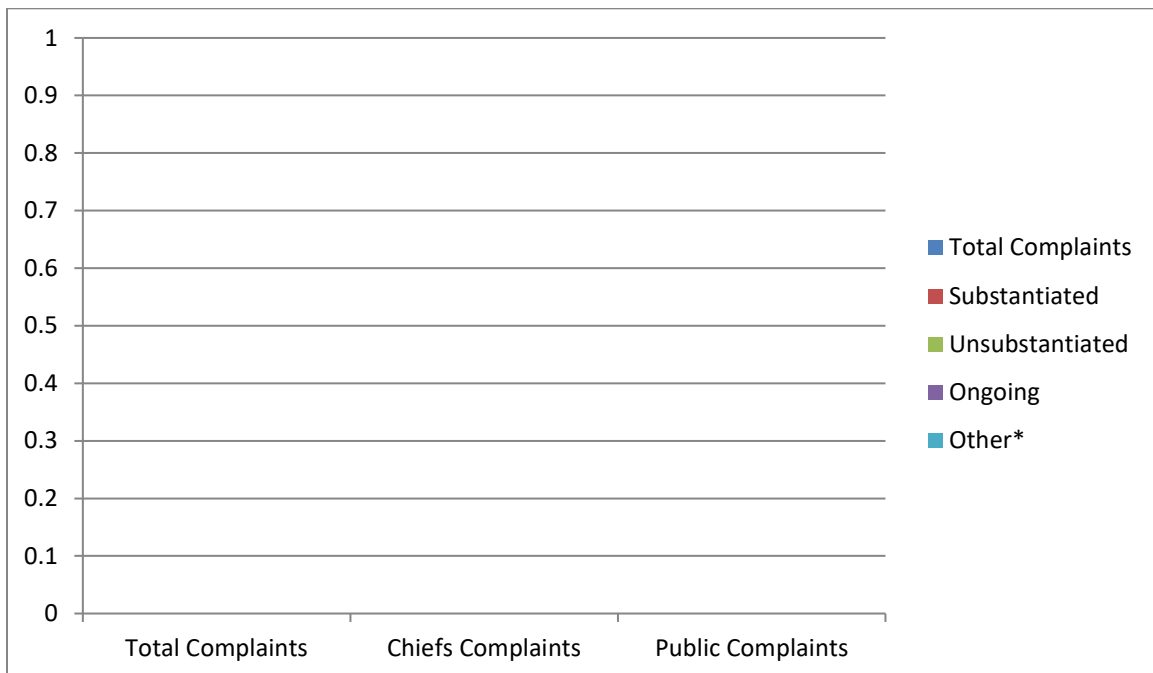 1
0.9
0.8
0.7
0.6
0.5
0.4
0.3
0.2
0.1
0
Total Complaints
Chiefs Complaints
Public Complaints
Total Complaints
Substantiated
Unsubstantiated
Ongoing
Other*